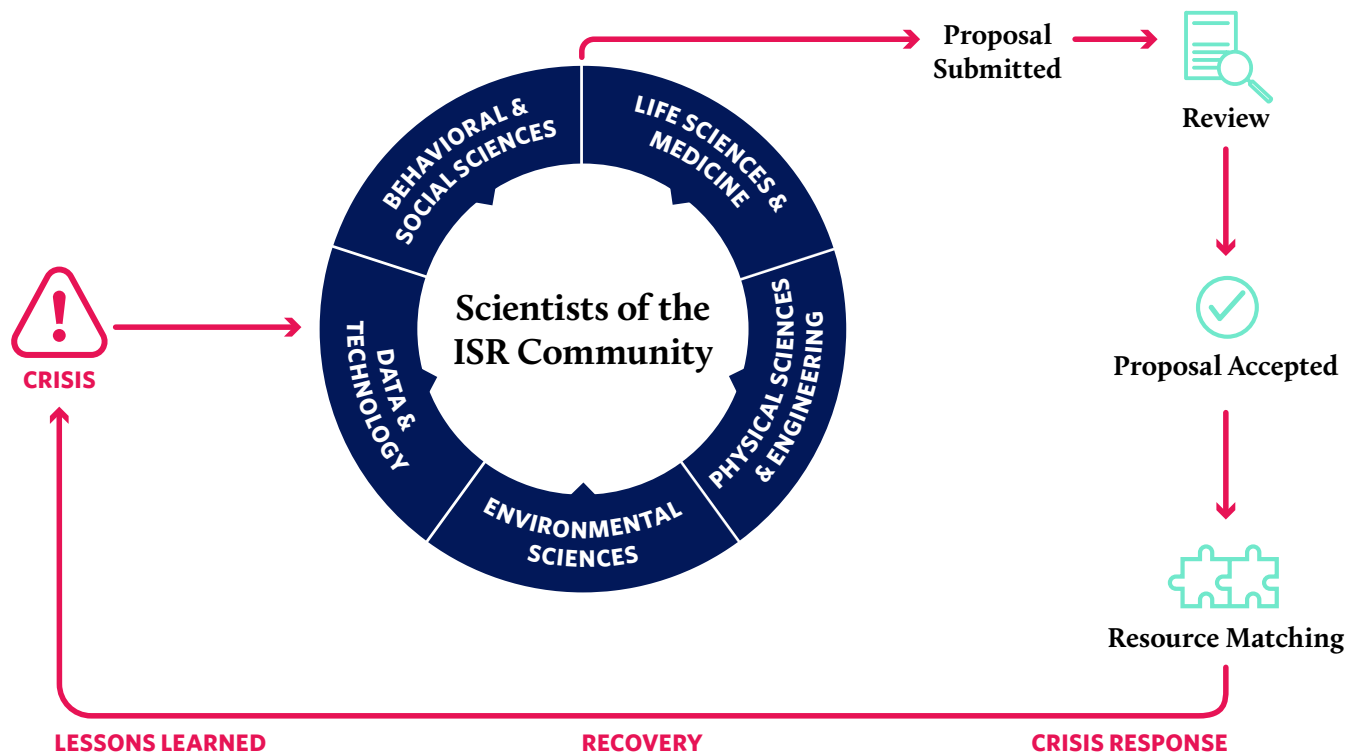 Proposal
Submitted
Review
BEHAVIORAL &
SOCIAL SCIENCES
LIFE SCIENCES &
MEDICINE
CRISIS
DATA &
TECHNOLOGY
Scientists of the
ISR Community
PHYSICAL SCIENCES
& ENGINEERING
ENVIRONMENTAL
SCIENCES
Proposal Accepted
Resource Matching
LESSONS LEARNED
RECOVERY
CRISIS RESPONSE